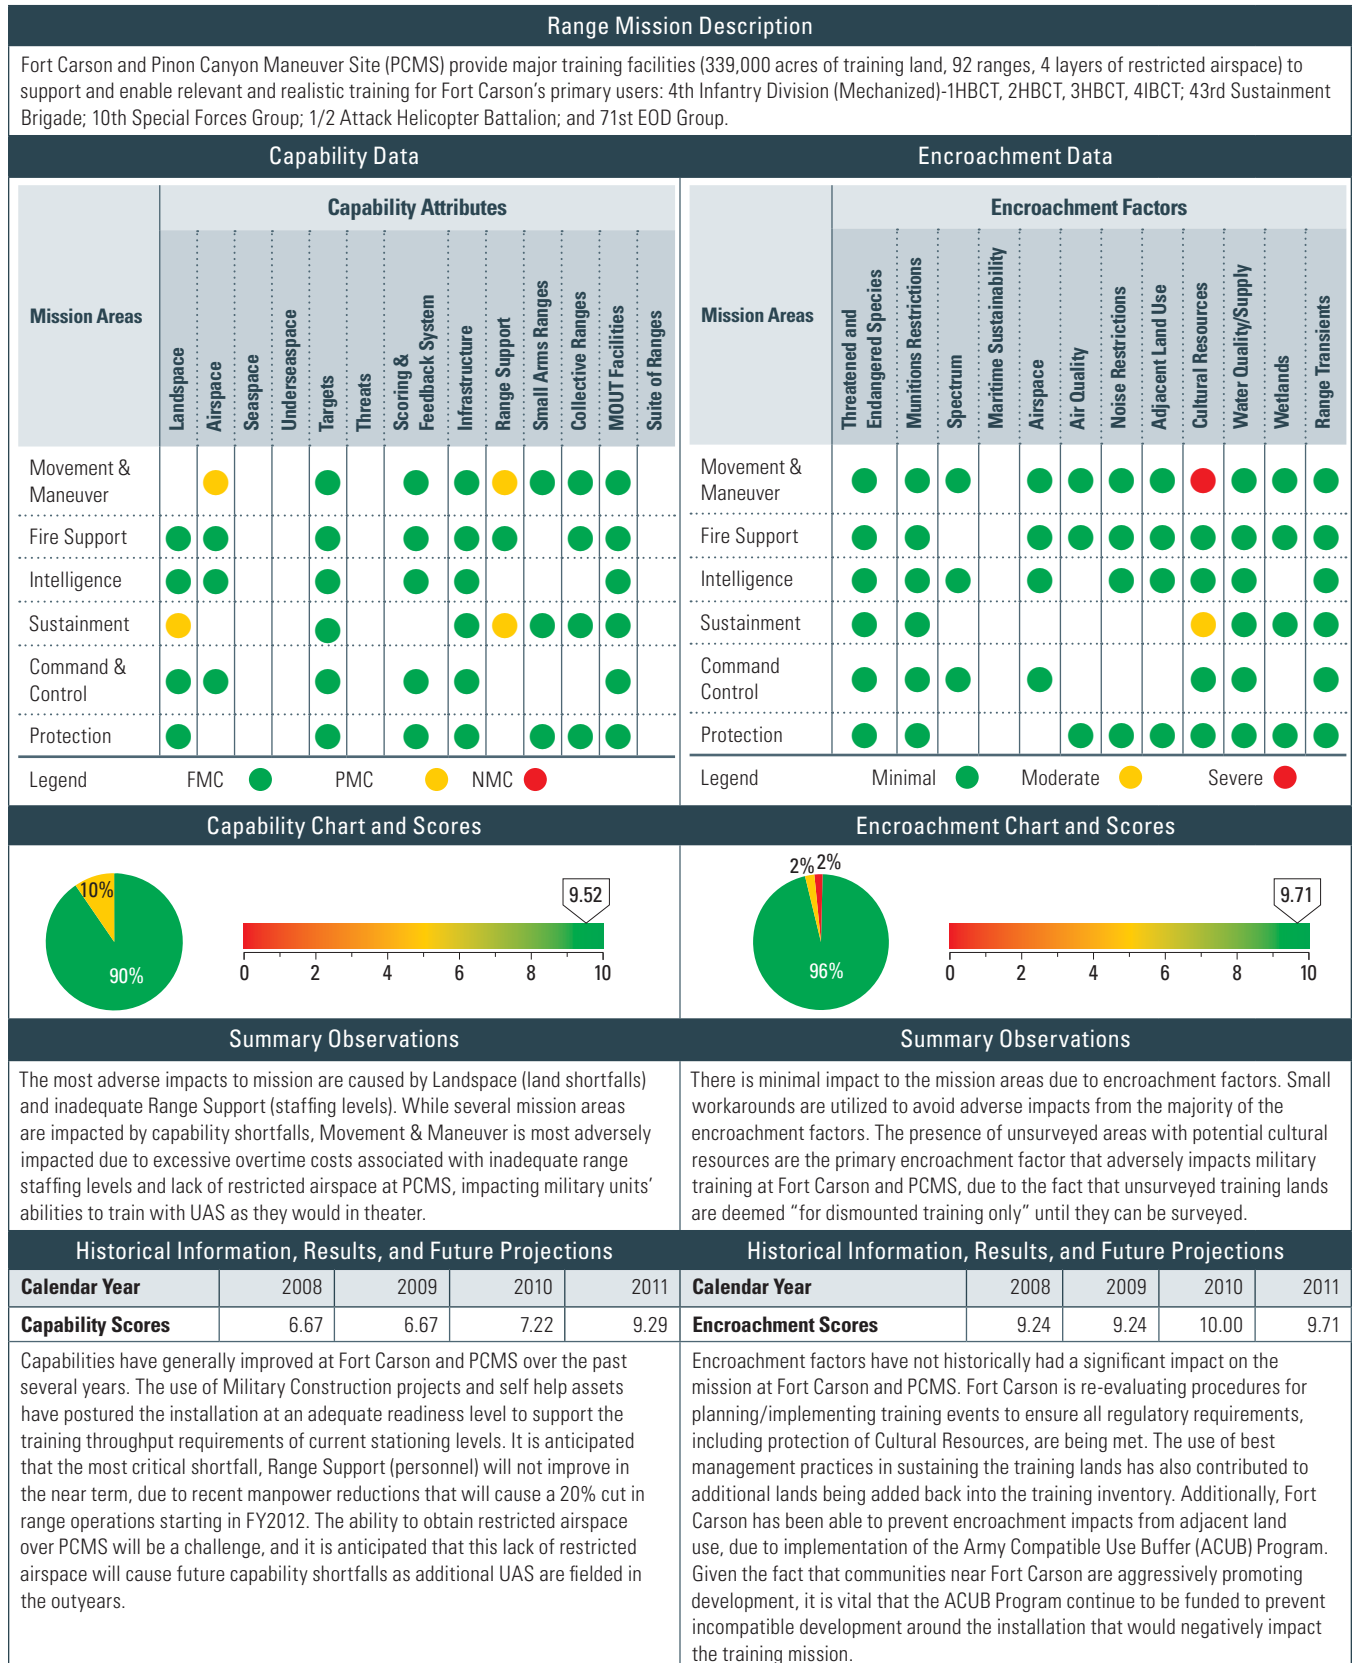 Range Mission Description
Fort Carson and Pinon Canyon Maneuver Site (PCMS) provide major training facilities (339,000 acres of training land, 92 ranges, 4 layers of restricted airspace) to
support and enable relevant and realistic training for Fort Carson’s primary users: 4th Infantry Division (Mechanized)-1HBCT, 2HBCT, 3HBCT, 4IBCT; 43rd Sustainment
Brigade; 10th Special Forces Group; 1/2 Attack Helicopter Battalion; and 71st EOD Group.
Capability Data
Mission Areas
Capability Attributes
Landspace
Airspace
Seaspace
Underseaspace
Targets
Threats
Scoring &
Feedback System
Infrastructure
Range Support
Small Arms Ranges
Collective Ranges
MOUT Facilities
Suite of Ranges
Movement &
Maneuver
Fire Support
Intelligence
Sustainment
Command &
Control
Protection
Legend FMC PMC NMC
Encroachment Data
Mission Areas
Encroachment Factors
Threatened and
Endangered Species
Munitions Restrictions
Spectrum
Maritime Sustainability
Airspace
Air Quality
Noise Restrictions
Adjacent Land Use
Cultural Resources
Water Quality/Supply
Wetlands
Range Transients
Movement &
Maneuver
Fire Support
Intelligence
Sustainment
Command
Control
Protection
Legend Minimal Moderate Severe
Capability Chart and Scores
10%
90%
9.52
0 2 4 6 8 10
Encroachment Chart and Scores
2% 2%
96%
9.71
0 2 4 6 8 10
Summary Observations
The most adverse impacts to mission are caused by Landspace (land shortfalls)
and inadequate Range Support (staffing levels). While several mission areas
are impacted by capability shortfalls, Movement & Maneuver is most adversely
impacted due to excessive overtime costs associated with inadequate range
staffing levels and lack of restricted airspace at PCMS, impacting military units’
abilities to train with UAS as they would in theater.
Summary Observations
There is minimal impact to the mission areas due to encroachment factors. Small
workarounds are utilized to avoid adverse impacts from the majority of the
encroachment factors. The presence of unsurveyed areas with potential cultural
resources are the primary encroachment factor that adversely impacts military
training at Fort Carson and PCMS, due to the fact that unsurveyed training lands
are deemed “for dismounted training only” until they can be surveyed.
Historical Information, Results, and Future Projections
Calendar Year 2008 2009 2010 2011
Capability Scores 6.67 6.67 7.22 9.29
Capabilities have generally improved at Fort Carson and PCMS over the past
several years. The use of Military Construction projects and self help assets
have postured the installation at an adequate readiness level to support the
training throughput requirements of current stationing levels. It is anticipated
that the most critical shortfall, Range Support (personnel) will not improve in
the near term, due to recent manpower reductions that will cause a 20% cut in
range operations starting in FY2012. The ability to obtain restricted airspace
over PCMS will be a challenge, and it is anticipated that this lack of restricted
airspace will cause future capability shortfalls as additional UAS are fielded in
the outyears.
Historical Information, Results, and Future Projections
Calendar Year 2008 2009 2010 2011
Encroachment Scores 9.24 9.24 10.00 9.71
Encroachment factors have not historically had a significant impact on the
mission at Fort Carson and PCMS. Fort Carson is re-evaluating procedures for
planning/implementing training events to ensure all regulatory requirements,
including protection of Cultural Resources, are being met. The use of best
management practices in sustaining the training lands has also contributed to
additional lands being added back into the training inventory. Additionally, Fort
Carson has been able to prevent encroachment impacts from adjacent land
use, due to implementation of the Army Compatible Use Buffer (ACUB) Program.
Given the fact that communities near Fort Carson are aggressively promoting
development, it is vital that the ACUB Program continue to be funded to prevent
incompatible development around the installation that would negatively impact
the training mission.